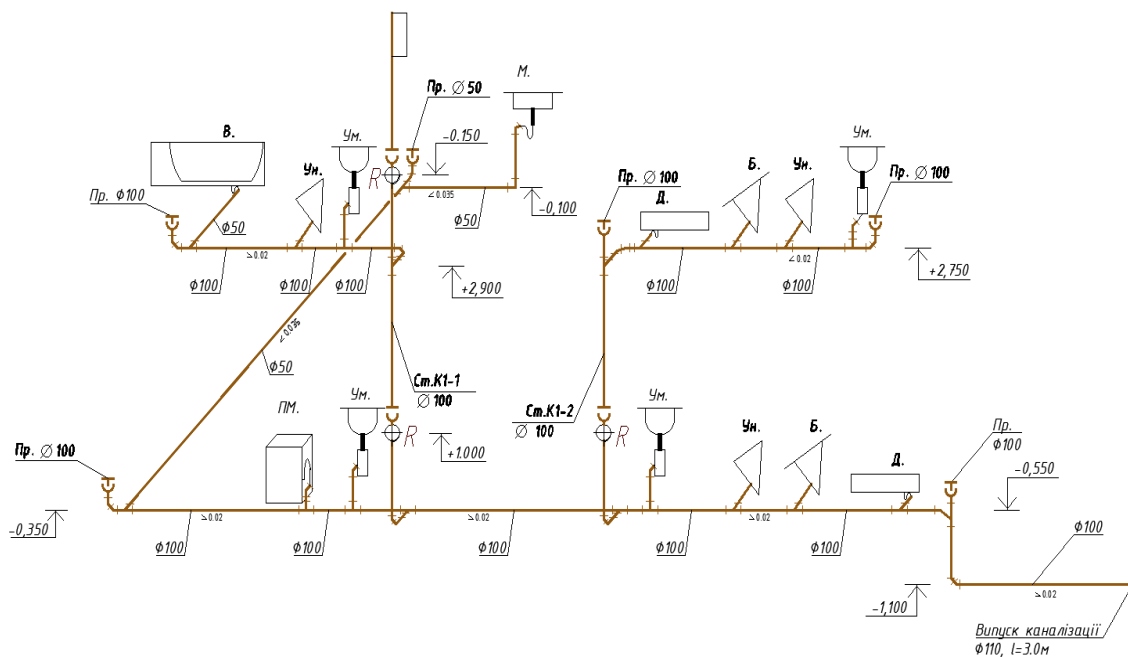 Пр. Ø 50
М.
В.
Ум.
Ун.
-0.150
Ум.
Б.
Ун.
R
Пр. Ø 100
Пр. Ø 100
Пр. Ф100
Д.
0.035
-0,100
Ф50
Ф50
0.02
0.02
+2,750
Ф100
Ф100
Ф100
+2,900
Ф100
Ф100
0.035
Ф50
Ст.К1-1
Ø 100
Ст.К1-2
Ø 100
Ум.
Ум.
ПМ.
R
+1.000
R
Ун.
Б.
Пр.
Ф100
Пр. Ø 100
Д.
-0,550
-0,350
0.02
0.02
0.02
Ф100
Ф100
Ф100
Ф100
Ф100
Ф100
-1,100
0.02
Випуск каналізації
Ф110, l=3.0м